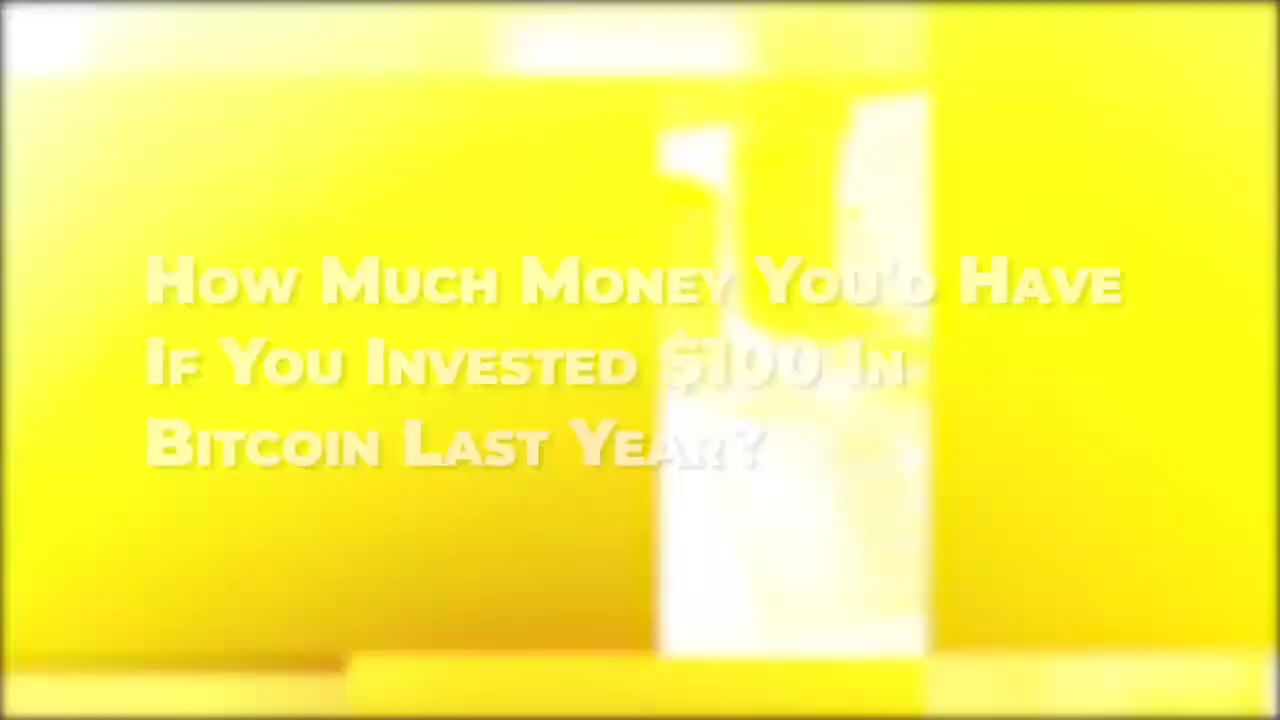 How Much Money You'd Have
If You Invested $100 In
Bitcoin Last Year?